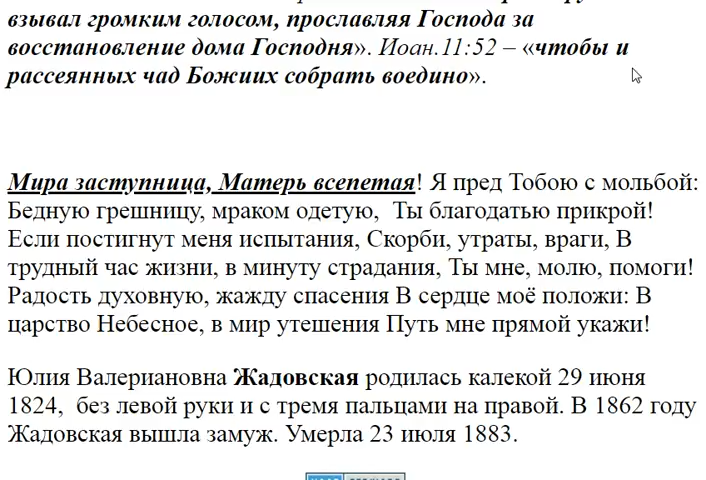 взывал громким голосом, прославляя Господа за
восстановление дома Господня». Иоан.11:52 – «чтобы и
рассеянных чад Божиих собрать воедино».
Мира заступница, Матерь всепетая! Я пред Тобою с мольбой:
Бедную грешницу, мраком одетую, Ты благодатью прикрой!
Если постигнут меня испытания, Скорби, утраты, враги, В
трудный час жизни, в минуту страдания, Ты мне, молю, помоги!
Радость духовную, жажду спасения В сердце моё положи: В
царство Небесное, в мир утешения Путь мне прямой укажи!
Юлия Валериановна Жадовская родилась калекой 29 июня
1824, без левой руки и с тремя пальцами на правой. В 1862 году
Жадовская вышла замуж. Умерла 23 июля 1883.